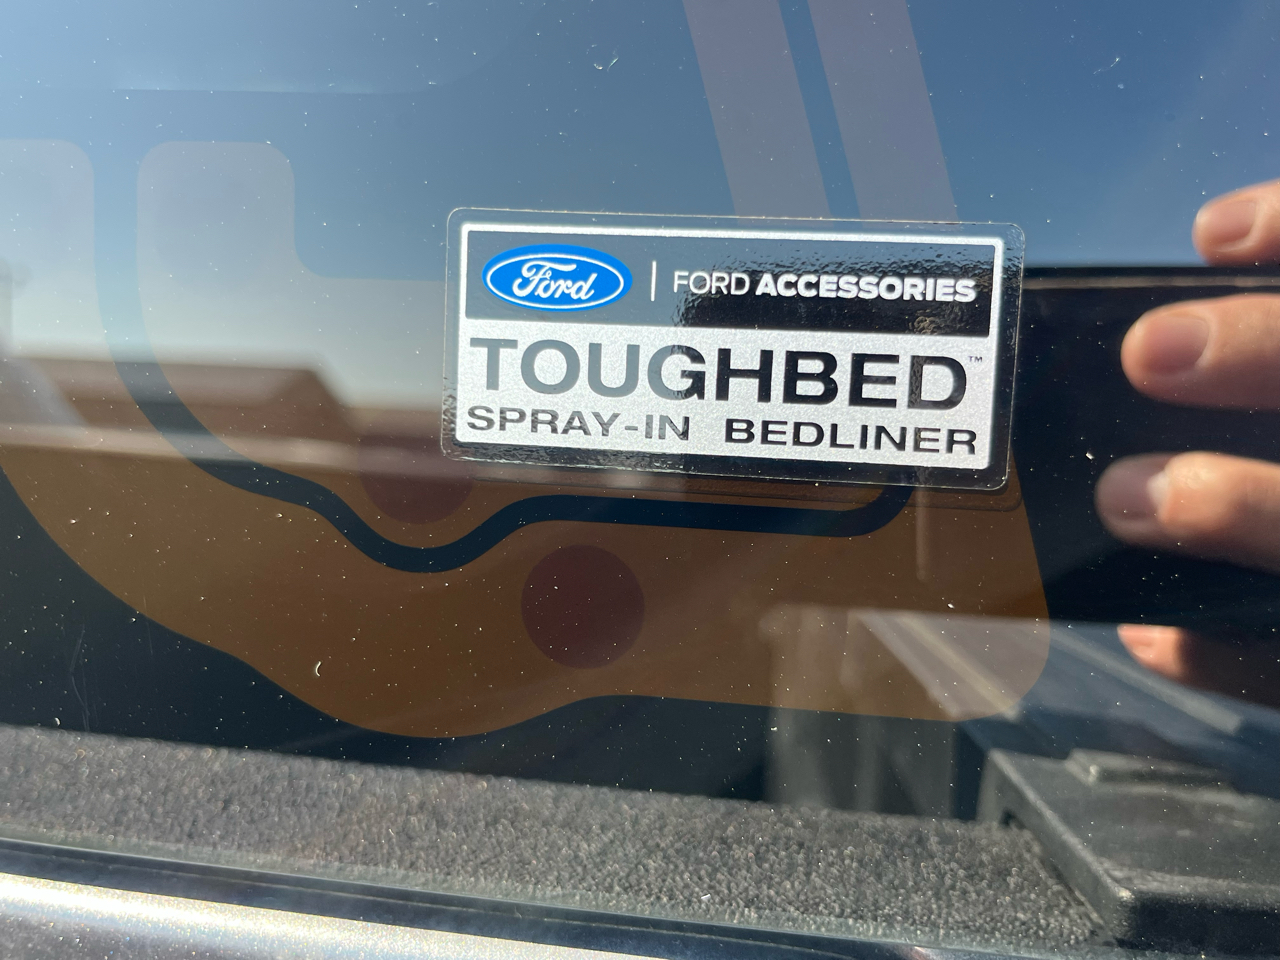 Ford | FORD ACCESSORIES
TOUGHBED™
SPRAY-IN BEDLINER